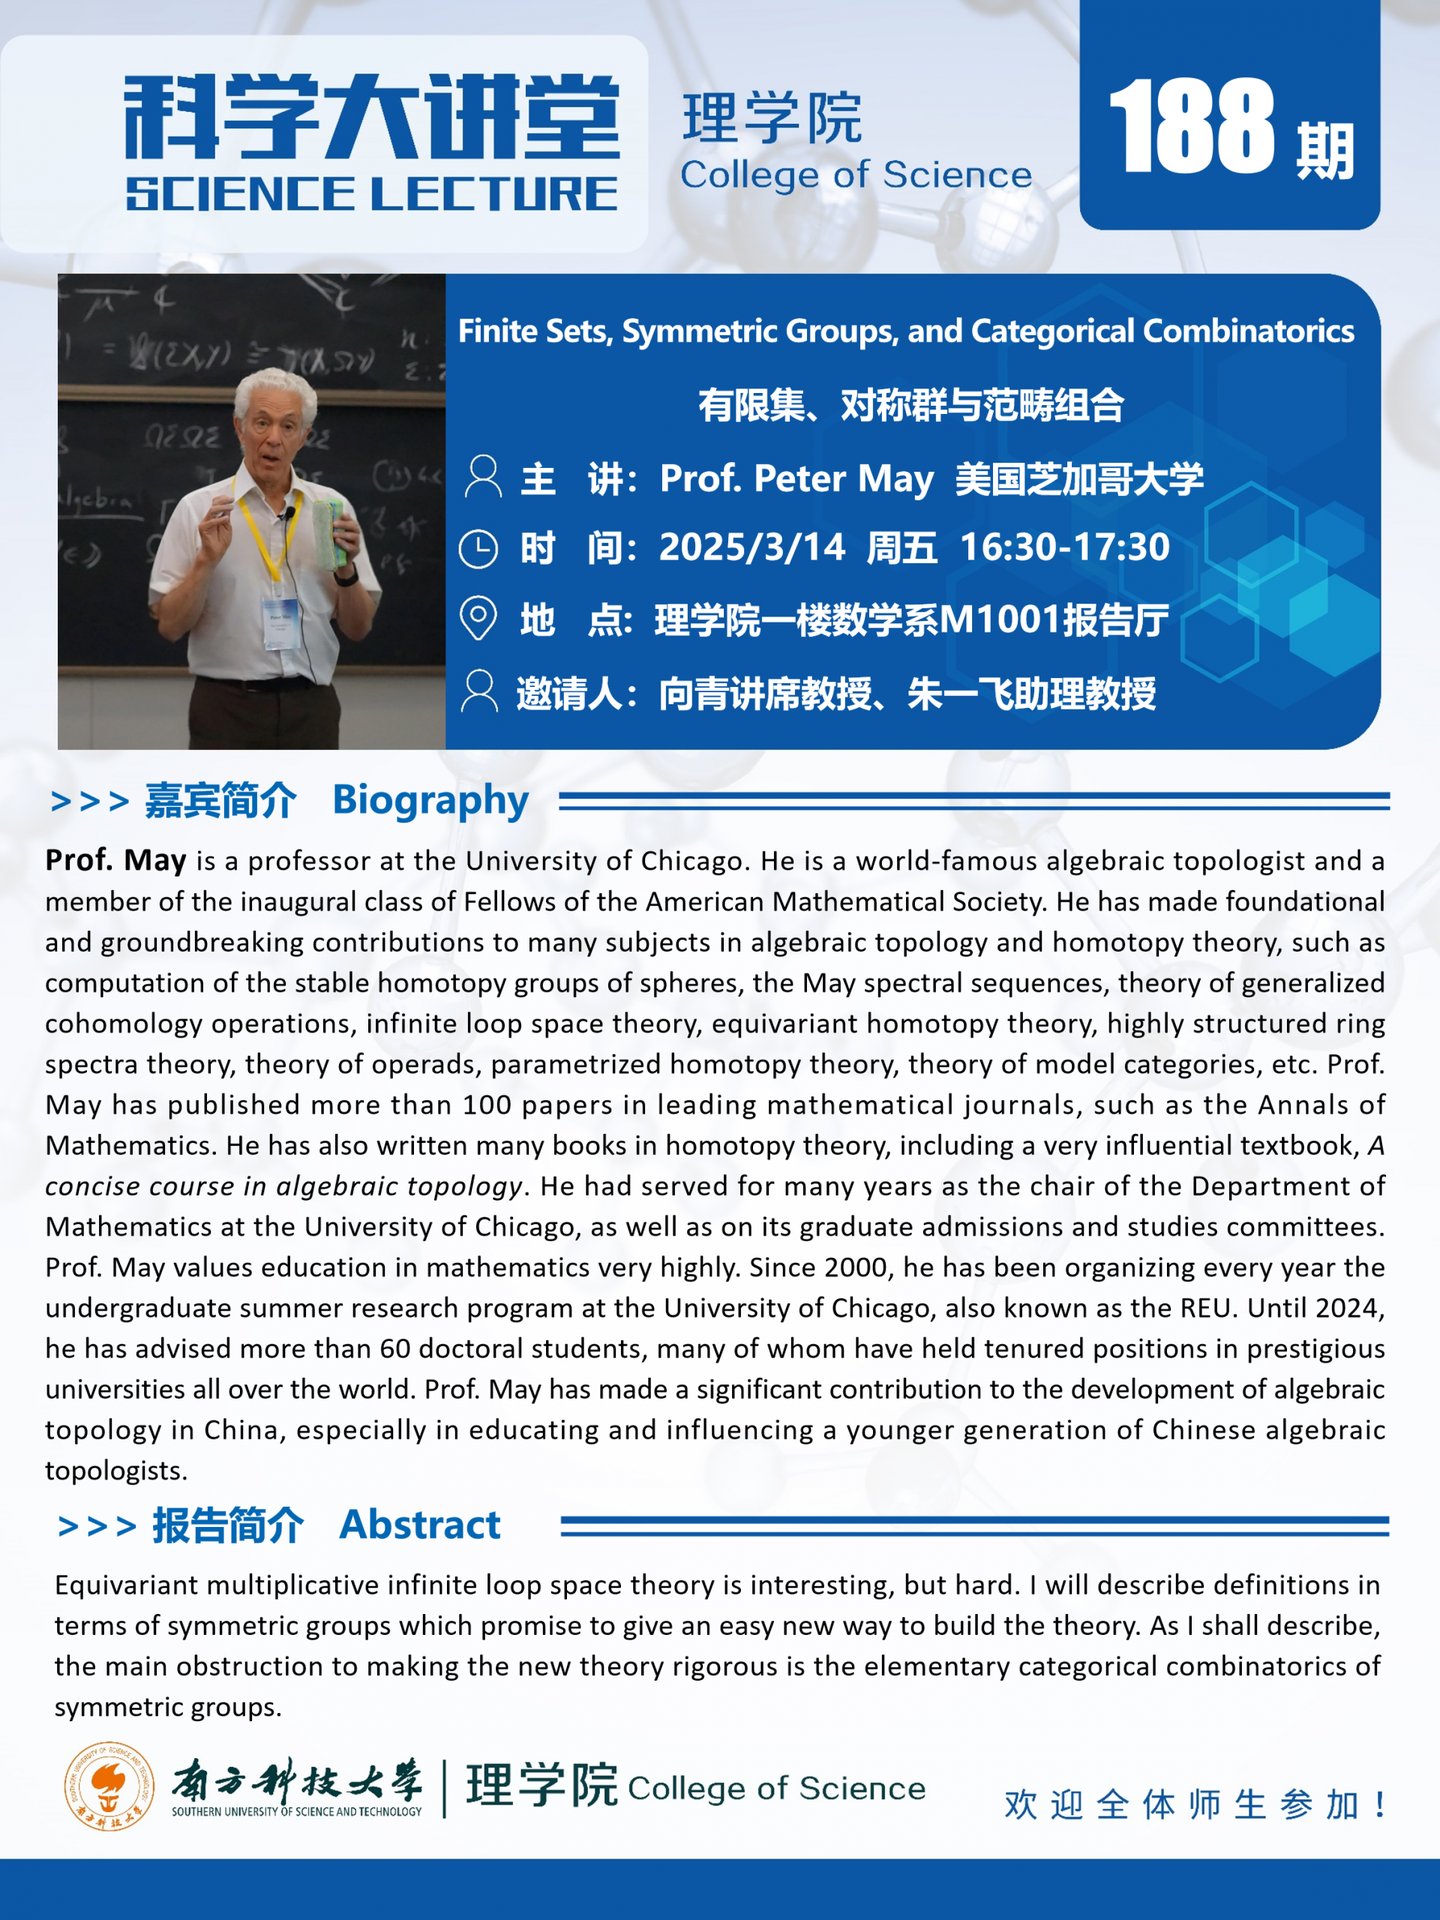 科学大讲堂
SCIENCE LECTURE
理学院
College of Science
188 期
Finite Sets, Symmetric Groups, and Categorical Combinatorics
有限集、对称群与范畴组合
主 讲：Prof. Peter May 美国芝加哥大学
时 间：2025/3/14 周五 16:30-17:30
地 点：理学院一楼数学系M1001报告厅
邀请人：向青讲席教授、朱一飞助理教授
>>> 嘉宾简介 Biography
Prof. May is a professor at the University of Chicago. He is a world-famous algebraic topologist and a
member of the inaugural class of Fellows of the American Mathematical Society. He has made foundational
and groundbreaking contributions to many subjects in algebraic topology and homotopy theory, such as
computation of the stable homotopy groups of spheres, the May spectral sequences, theory of generalized
cohomology operations, infinite loop space theory, equivariant homotopy theory, highly structured ring
spectra theory, theory of operads, parametrized homotopy theory, theory of model categories, etc. Prof.
May has published more than 100 papers in leading mathematical journals, such as the Annals of
Mathematics. He has also written many books in homotopy theory, including a very influential textbook, A
concise course in algebraic topology. He had served for many years as the chair of the Department of
Mathematics at the University of Chicago, as well as on its graduate admissions and studies committees.
Prof. May values education in mathematics very highly. Since 2000, he has been organizing every year the
undergraduate summer research program at the University of Chicago, also known as the REU. Until 2024,
he has advised more than 60 doctoral students, many of whom have held tenured positions in prestigious
universities all over the world. Prof. May has made a significant contribution to the development of algebraic
topology in China, especially in educating and influencing a younger generation of Chinese algebraic
topologists.
>>> 报告简介 Abstract
Equivariant multiplicative infinite loop space theory is interesting, but hard. I will describe definitions in
terms of symmetric groups which promise to give an easy new way to build the theory. As I shall describe,
the main obstruction to making the new theory rigorous is the elementary categorical combinatorics of
symmetric groups.
南方科技大学
SOUTHERN UNIVERSITY OF SCIENCE AND TECHNOLOGY
理学院 College of Science
欢迎全体师生参加！